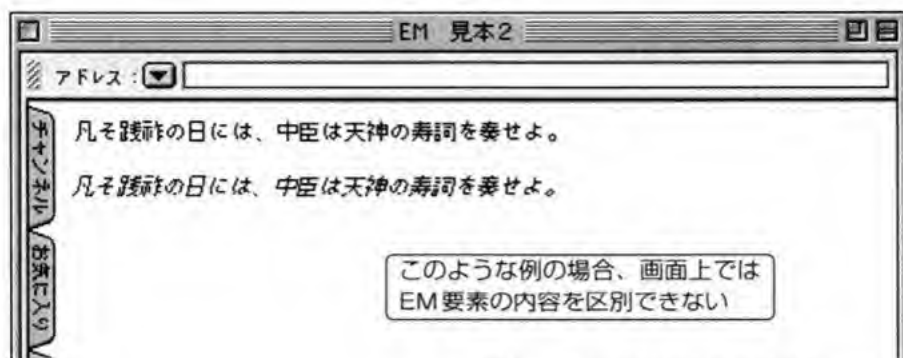 EM 見本2
アドレス：
チャンネル
お気に入り
凡そ践祚の日には、中臣は天神の寿詞を奏せよ。
凡そ践祚の日には、中臣は天神の寿詞を奏せよ。
このような例の場合、画面上では
EM要素の内容を区別できない